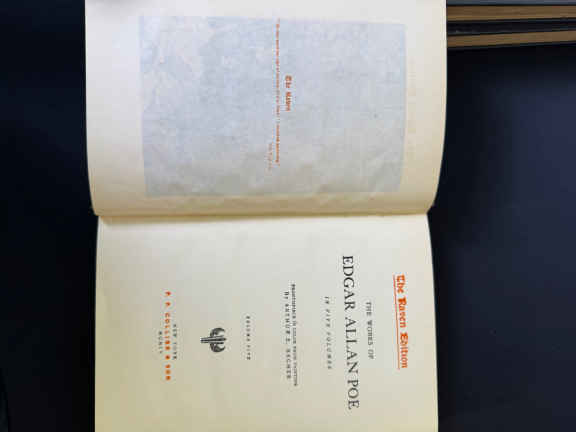 The Raven
The Raven Edition
THE WORKS OF
EDGAR ALLAN POE
IN FIVE VOLUMES
FRONTISPIECE IN COLOR FROM PAINTING
By ARTHUR E. BECHER
VOLUME FIVE
P. F. COLLIER & SON
NEW YORK